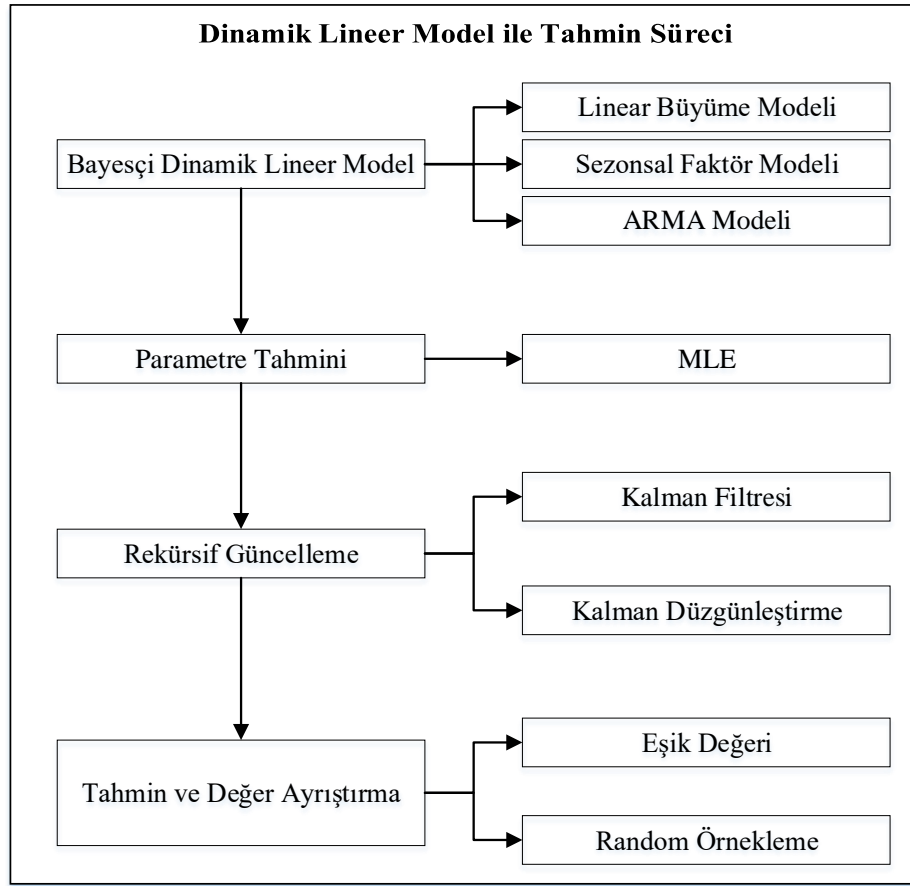 Dinamik Lineer Model ile Tahmin Süreci
Bayesçi Dinamik Lineer Model
Linear Büyüme Modeli
Sezonsal Faktör Modeli
ARMA Modeli
Parametre Tahmini
MLE
Rekürsif Güncelleme
Kalman Filtresi
Kalman Düzgünleştirme
Tahmin ve Değer Ayrıştırma
Eşik Değeri
Random Örnekleme